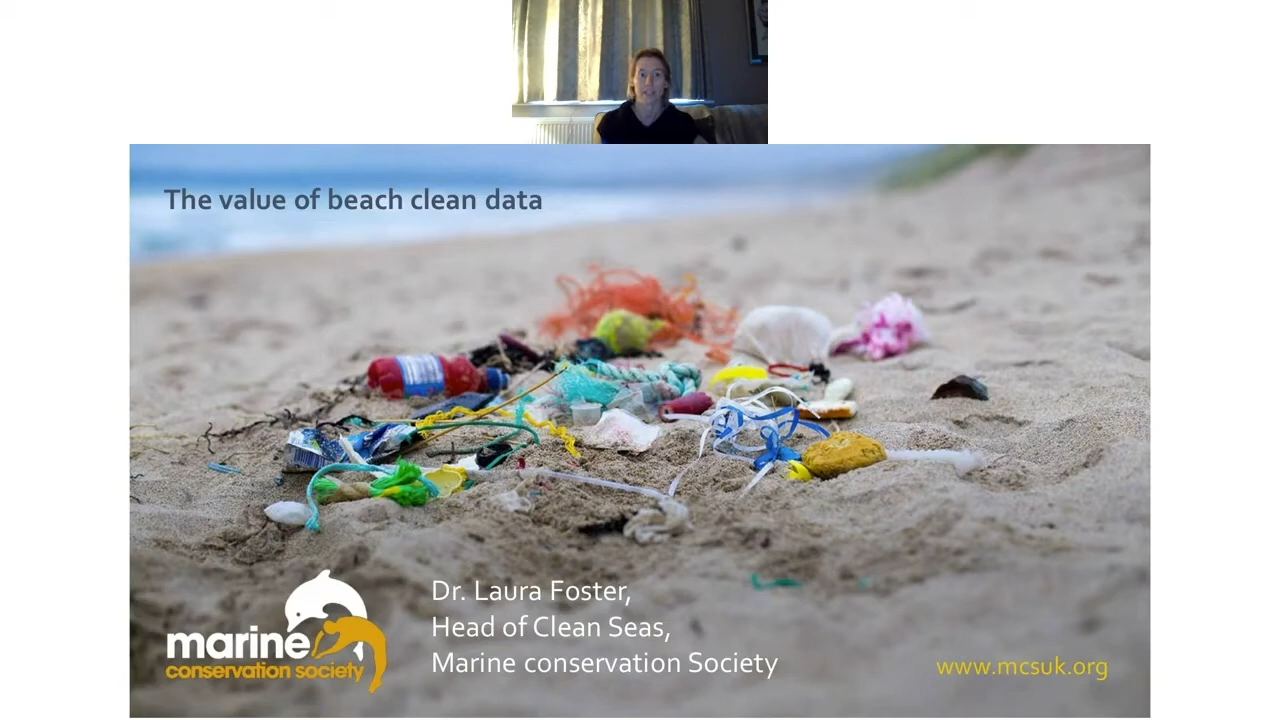 The value of beach clean data
Dr. Laura Foster,
Head of Clean Seas,
Marine conservation Society
marine
conservation society
www.mcsuk.org